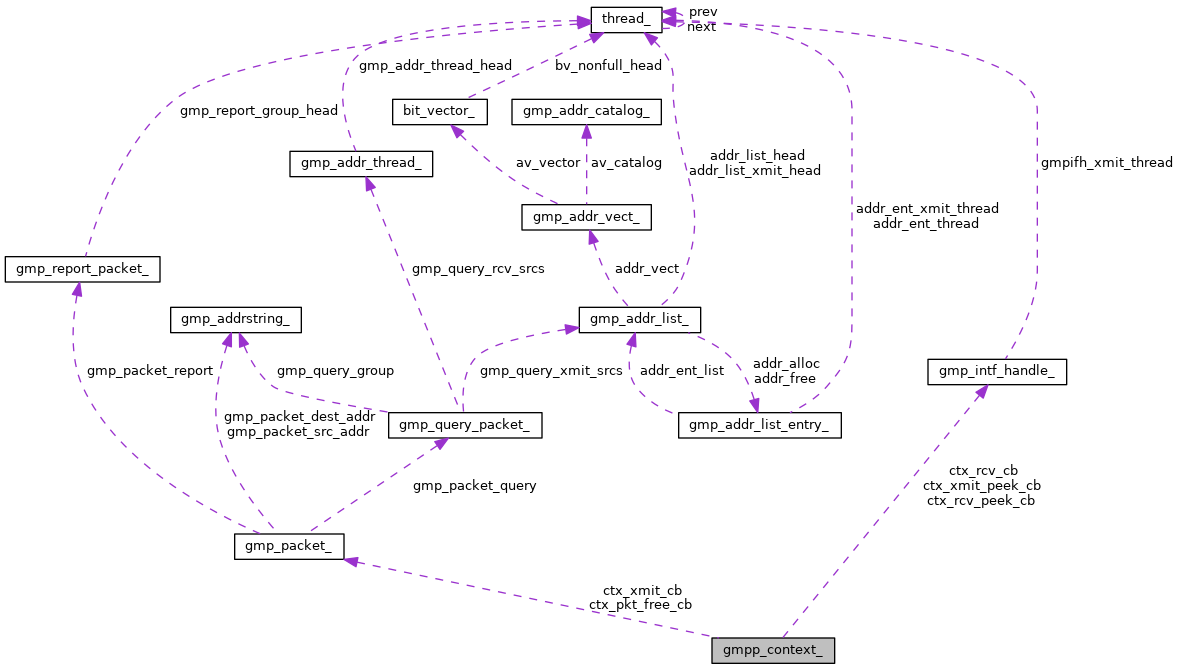 prev
thread_
next
gmp_addr_thread_head
bv_nonfull_head
gmp_report_group_head
bit_vector_
gmp_addr_catalog_
gmp_addr_thread_
av_vector
av_catalog
addr_list_head
addr_list_xmit_head
gmpifh_xmit_thread
gmp_addr_vect_
addr_ent_xmit_thread
addr_ent_thread
gmp_report_packet_
gmp_query_rcv_srcs
addr_vect
gmp_addrstring_
gmp_addr_list_
gmp_packet_report
gmp_query_group
gmp_query_xmit_srcs
addr_ent_list
addr_alloc
addr_free
gmp_intf_handle_
gmp_packet_dest_addr
gmp_packet_src_addr
gmp_query_packet_
gmp_addr_list_entry_
gmp_packet_query
ctx_rcv_cb
ctx_xmit_peek_cb
ctx_rcv_peek_cb
gmp_packet_
ctx_xmit_cb
ctx_pkt_free_cb
gmpp_context_